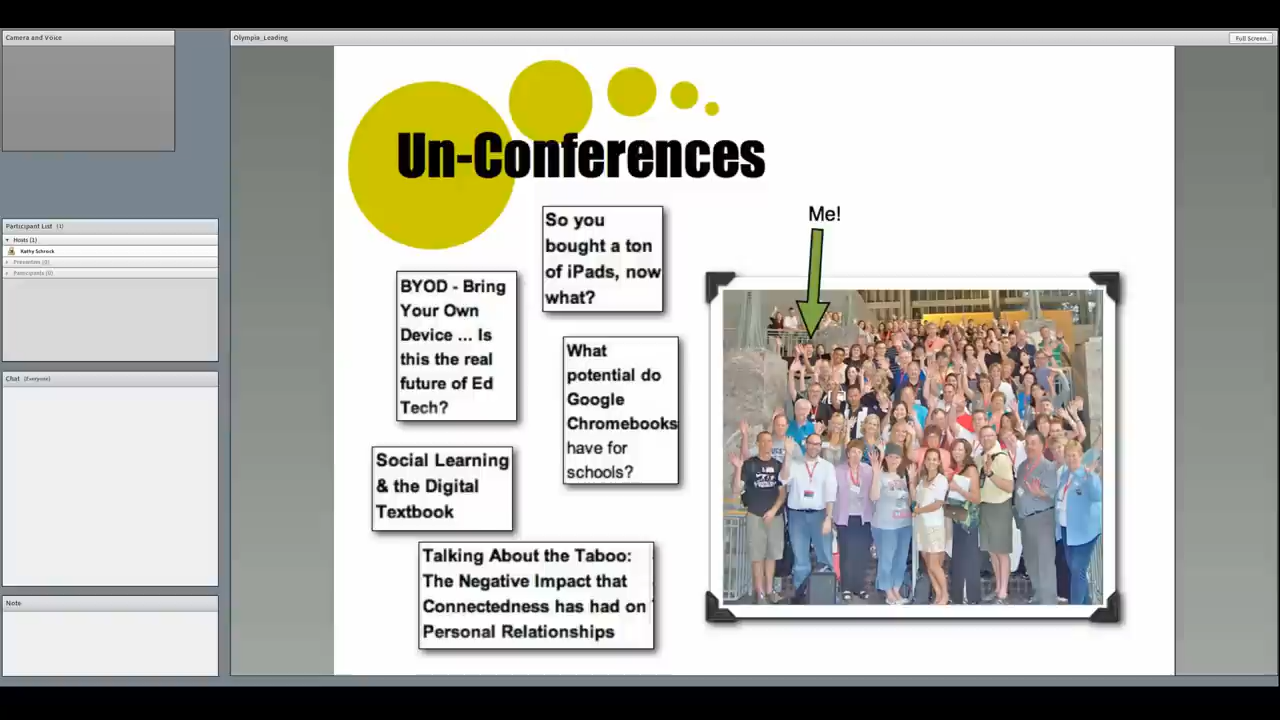 Camera and Voice
Olympia_Leading
Full Screen
Participant List (1)
Hosts (1)
Kathy Schrock
Presenters (0)
Participants (0)
Chat (Everyone)
Note
Un-Conferences
So you
bought a ton
of iPads, now
what?
Me!
BYOD - Bring
Your Own
Device ... Is
this the real
future of Ed
Tech?
What
potential do
Google
Chromebooks
have for
schools?
Social Learning
& the Digital
Textbook
Talking About the Taboo:
The Negative Impact that
Connectedness has had on
Personal Relationships